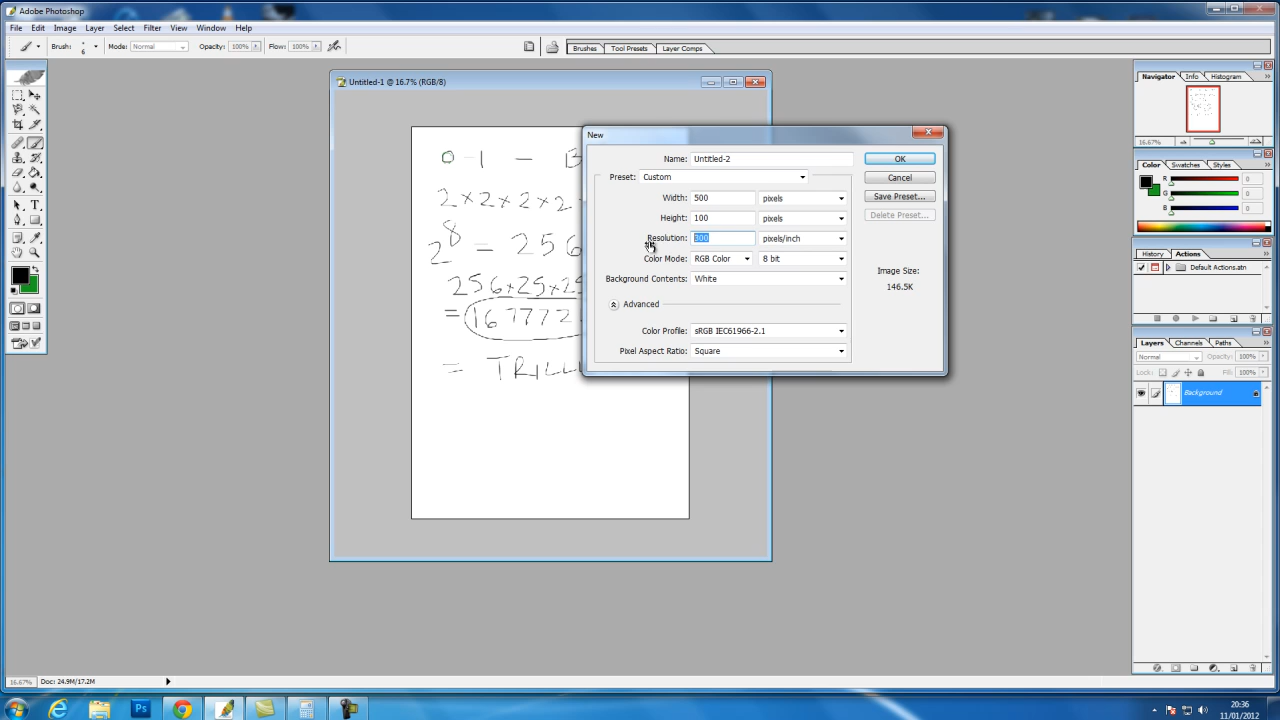 Adobe Photoshop
File Edit Image Layer Select Filter View Window Help
Brush: 6 Mode: Normal Opacity: 100% Flow: 100% Brushes Tool Presets Layer Comps
Untitled-1 @ 16.7% (RGB/8)
0-1 - B
2×2×2×2
2⁸ = 256
256×25×25
= 167772
= TRILL
New
Name: Untitled-2
Preset: Custom
Width: 500 pixels
Height: 100 pixels
Resolution: 300 pixels/inch
Color Mode: RGB Color 8 bit
Background Contents: White
Advanced
Color Profile: sRGB IEC61966-2.1
Pixel Aspect Ratio: Square
OK
Cancel
Save Preset...
Delete Preset...
Image Size:
146.5K
Navigator Info Histogram
16.67%
Color Swatches Styles
R 0
G 0
B 0
History Actions
Default Actions.atn
Layers Channels Paths
Normal Opacity: 100%
Lock: Fill: 100%
Background
16.67% Doc: 24.9M/17.2M
Ps
20:36
11/01/2012